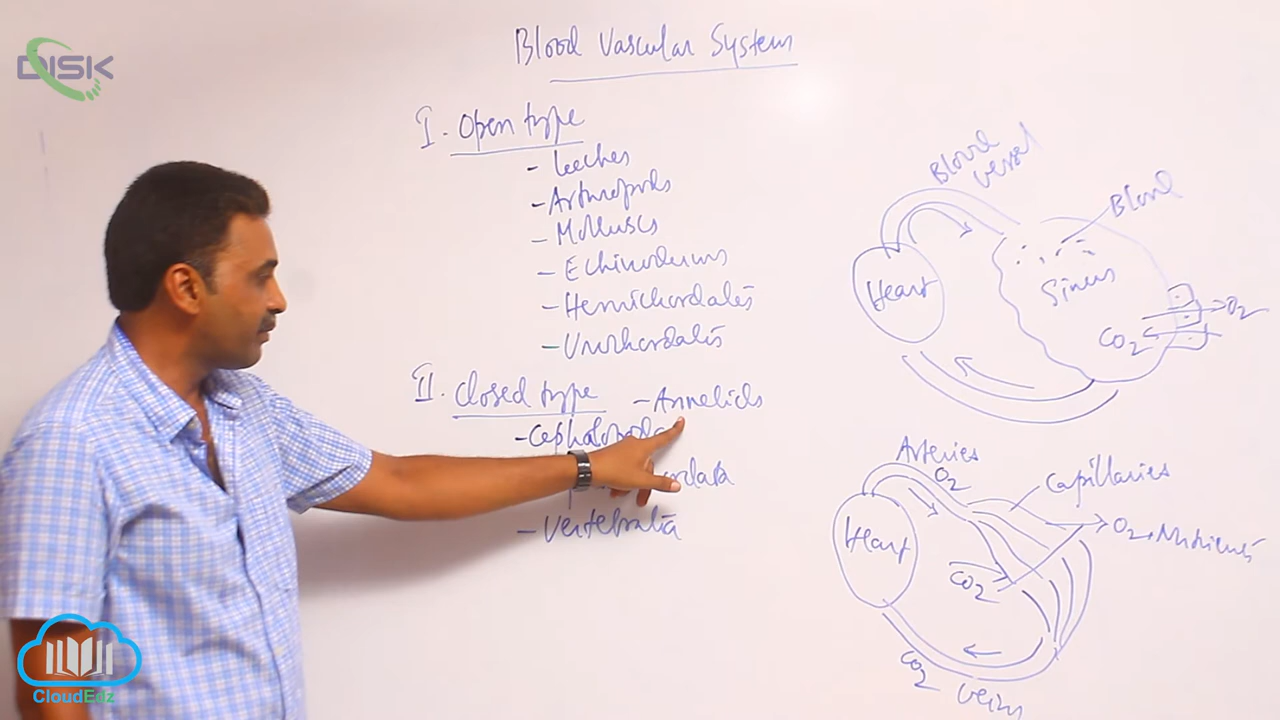 DISK
Blood Vascular System
I. Open type
- Leeches
- Arthropods
- Molluscs
- Echinoderms
- Hemichordates
- Urochordates
II. Closed type - Annelids
- Cephalopoda
- Vertebrata
Blood vessel
Blood
Heart
Sinus
O2
CO2
Arteries
O2
Capillaries
Heart
O2 + Nutrients
CO2
CO2
Veins
CloudEdz